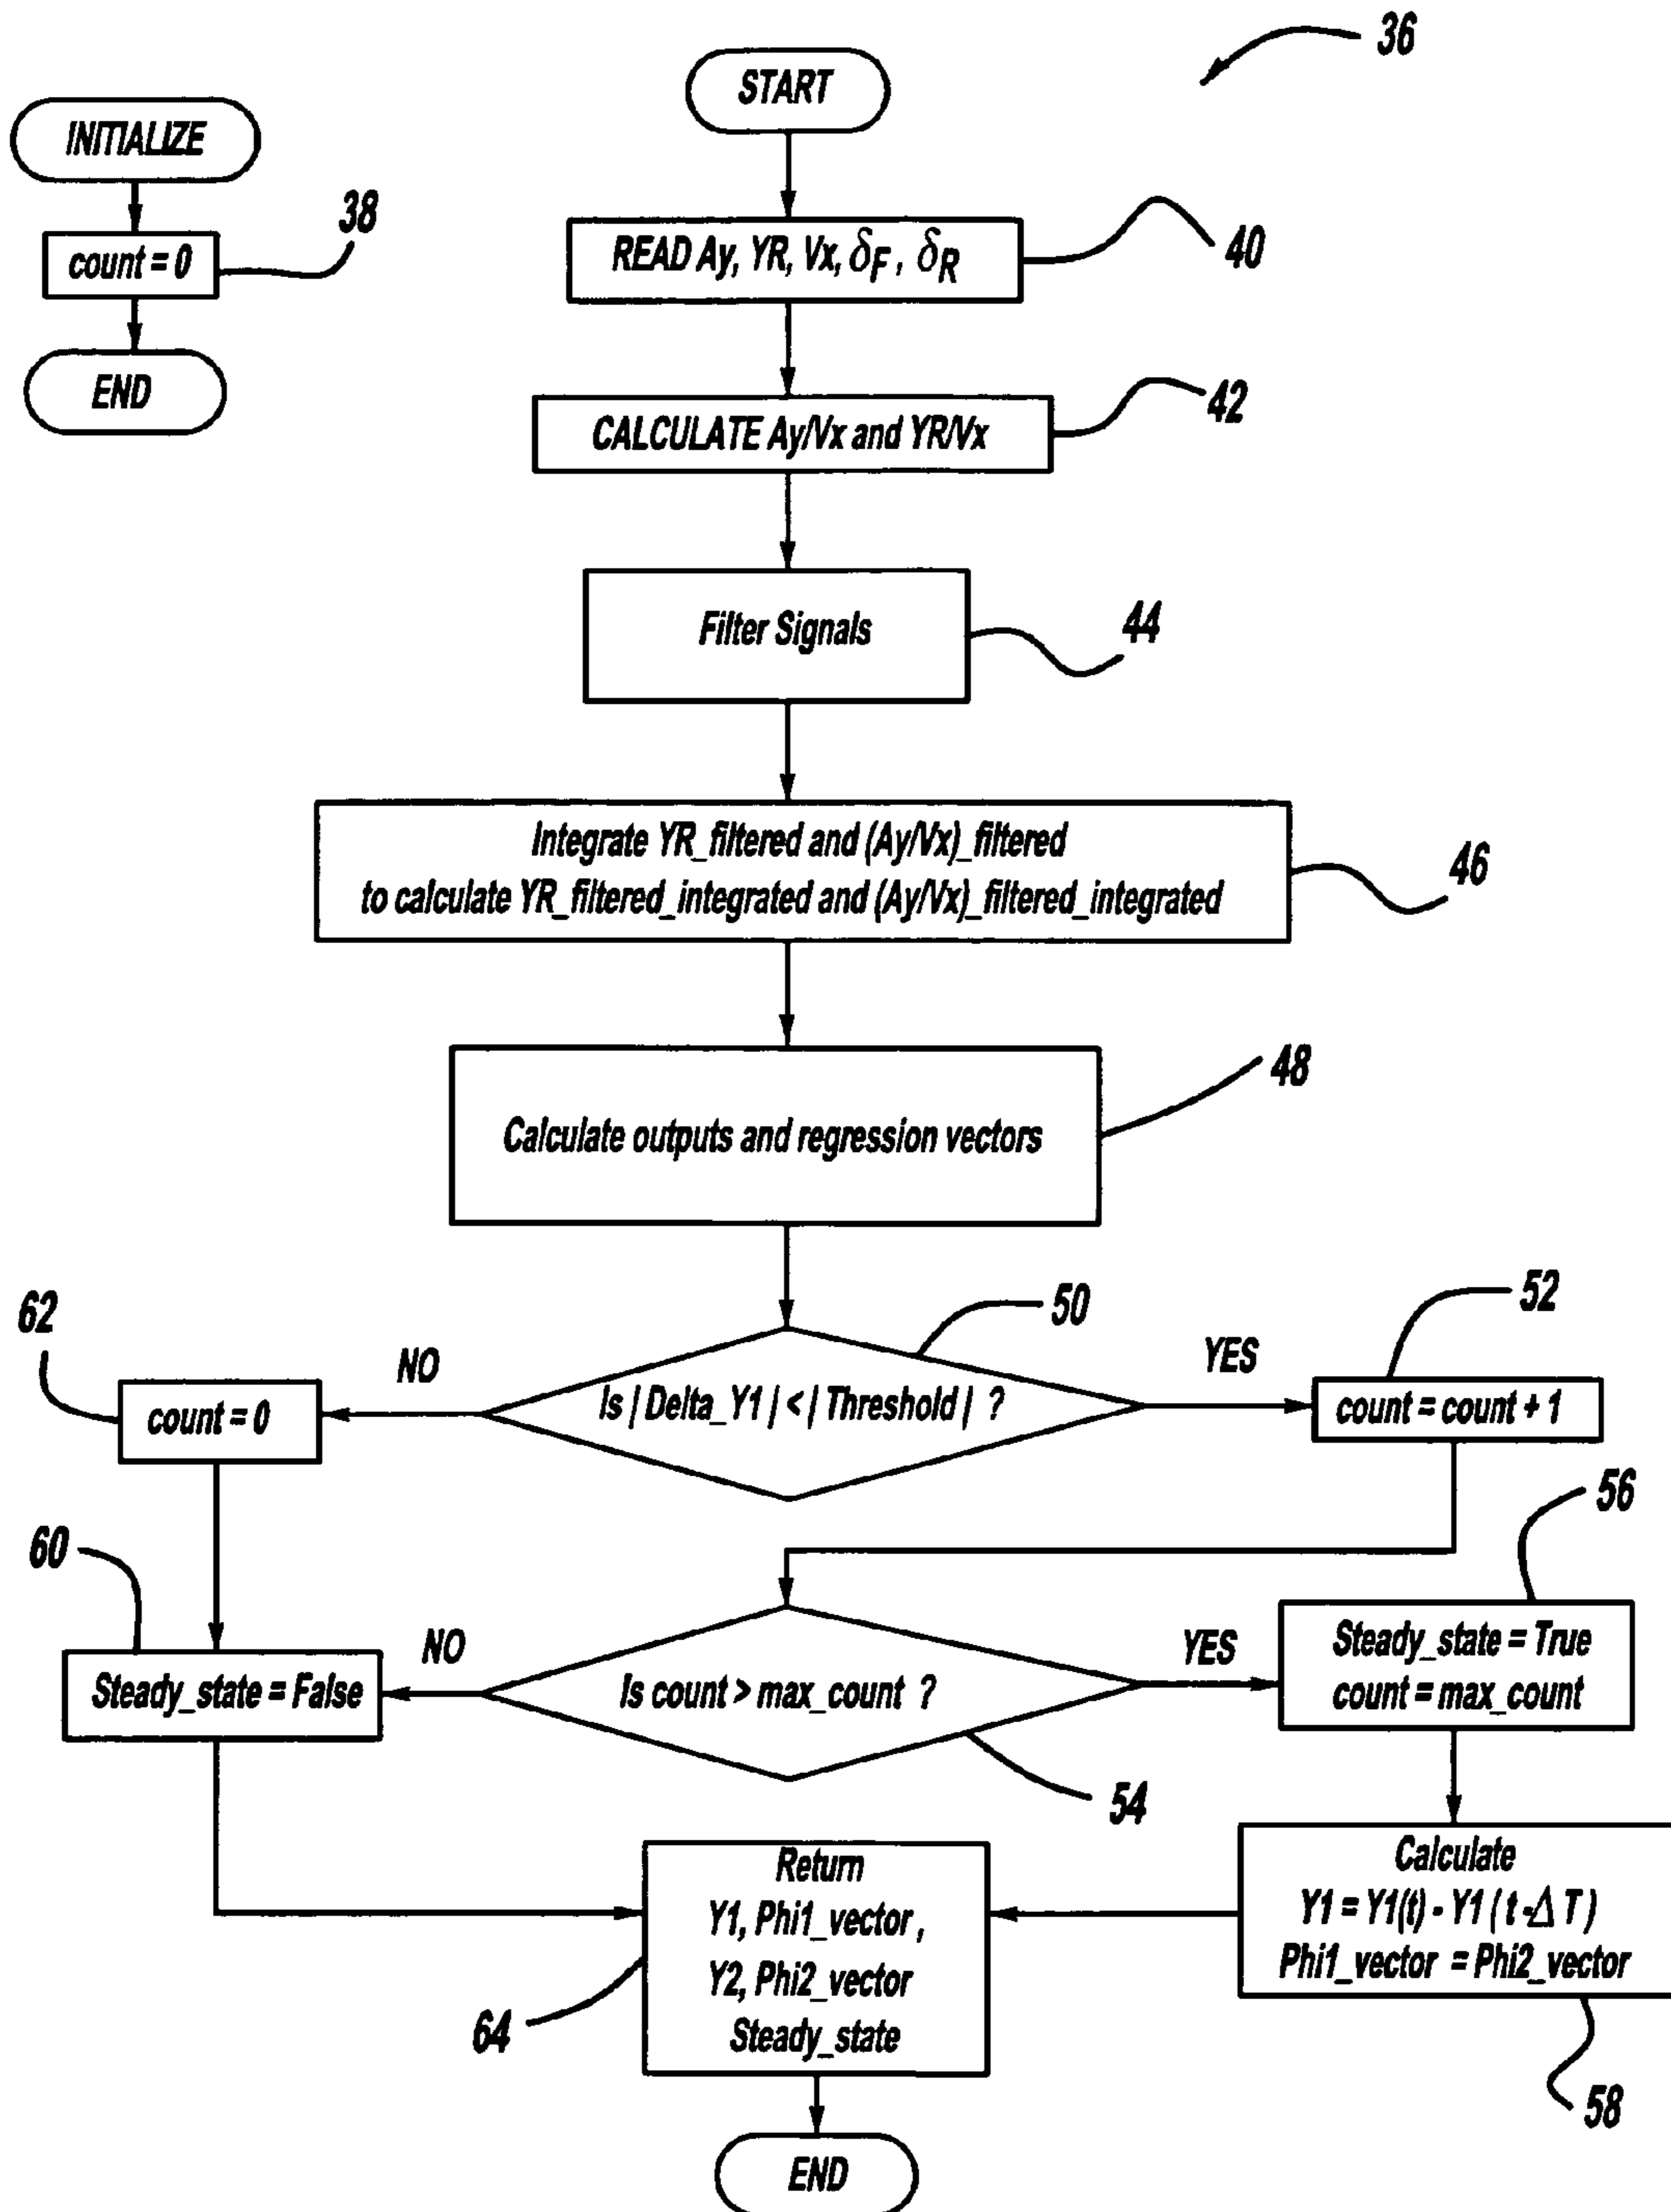 36
START
INITIALIZE
38
count = 0
END
READ Ay, YR, Vx, δF, δR
40
CALCULATE Ay/Vx and YR/Vx
42
Filter Signals
44
Integrate YR_filtered and (Ay/Vx)_filtered
to calculate YR_filtered_integrated and (Ay/Vx)_filtered_integrated
46
Calculate outputs and regression vectors
48
50
52
62
NO
YES
Is | Delta_Y1 | < | Threshold | ?
count = 0
count = count + 1
56
60
NO
YES
Steady_state = False
Is count > max_count ?
Steady_state = True
count = max_count
54
Return
Y1, Phi1_vector ,
Y2, Phi2_vector
Steady_state
64
Calculate
Y1 = Y1(t) - Y1 ( t -Δ T )
Phi1_vector = Phi2_vector
58
END